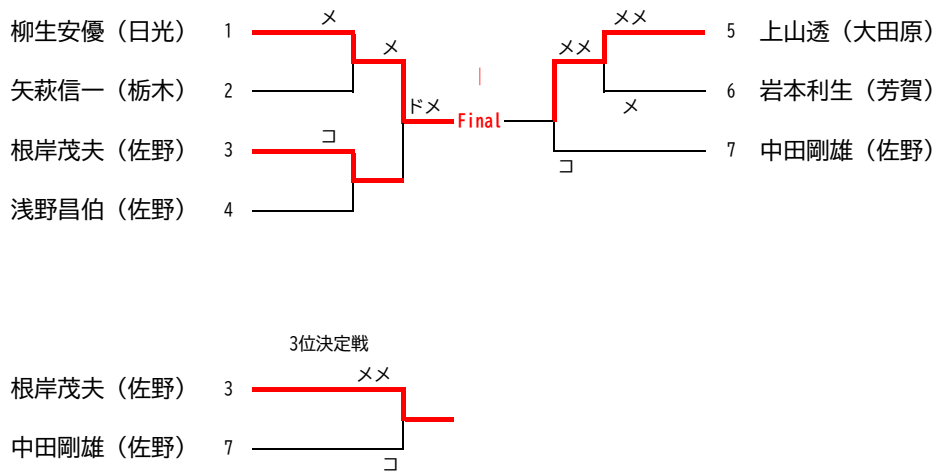 柳生安優（日光） 1 メ
メ
矢萩信一（栃木） 2
ドメ
根岸茂夫（佐野） 3 コ
浅野昌伯（佐野） 4
Final
メメ 5 上山透（大田原）
メメ
6 岩本利生（芳賀）
メ
7 中田剛雄（佐野）
コ
3位決定戦
根岸茂夫（佐野） 3 メメ
中田剛雄（佐野） 7
コ